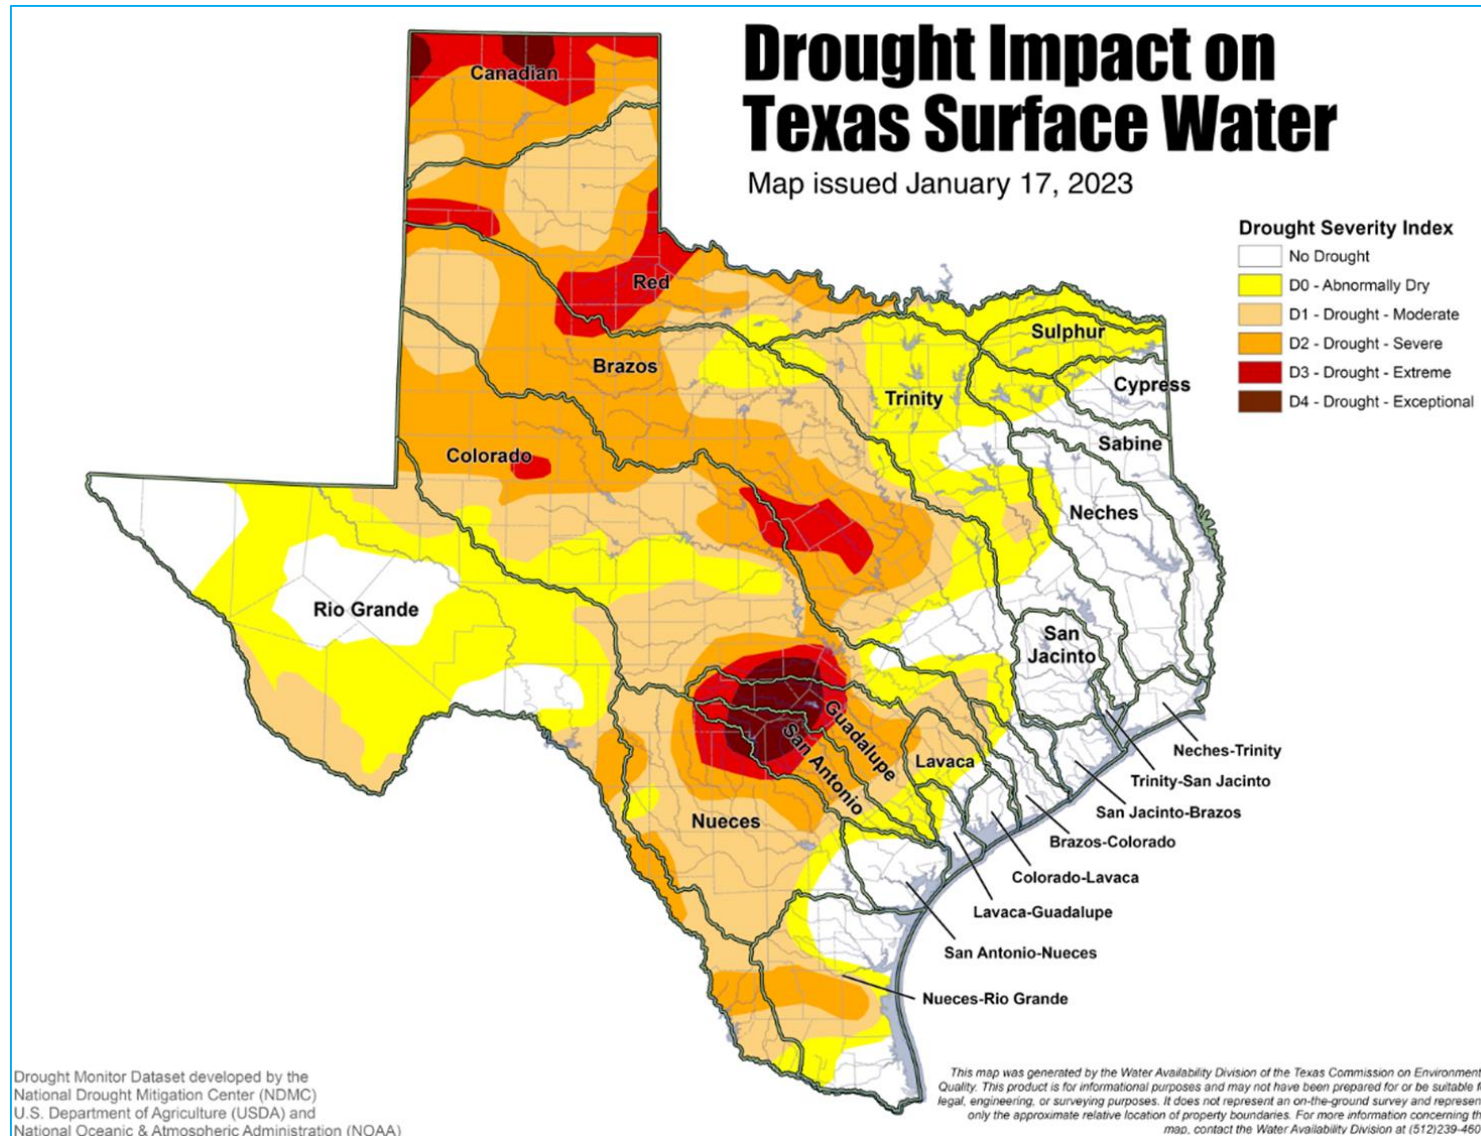 Drought Impact on
Texas Surface Water
Map issued January 17, 2023
Drought Severity Index
No Drought
D0 - Abnormally Dry
D1 - Drought - Moderate
D2 - Drought - Severe
D3 - Drought - Extreme
D4 - Drought - Exceptional
Canadian
Red
Sulphur
Brazos
Cypress
Trinity
Sabine
Colorado
Neches
Rio Grande
San
Jacinto
Guadalupe
San Antonio
Lavaca
Nueces
Neches-Trinity
Trinity-San Jacinto
San Jacinto-Brazos
Brazos-Colorado
Colorado-Lavaca
Lavaca-Guadalupe
San Antonio-Nueces
Nueces-Rio Grande
Drought Monitor Dataset developed by the
National Drought Mitigation Center (NDMC)
U.S. Department of Agriculture (USDA) and
National Oceanic & Atmospheric Administration (NOAA)
This map was generated by the Water Availability Division of the Texas Commission on Environment
Quality. This product is for informational purposes and may not have been prepared for or be suitable f
legal, engineering, or surveying purposes. It does not represent an on-the-ground survey and represen
only the approximate relative location of property boundaries. For more information concerning th
map, contact the Water Availability Division at (512)239-460